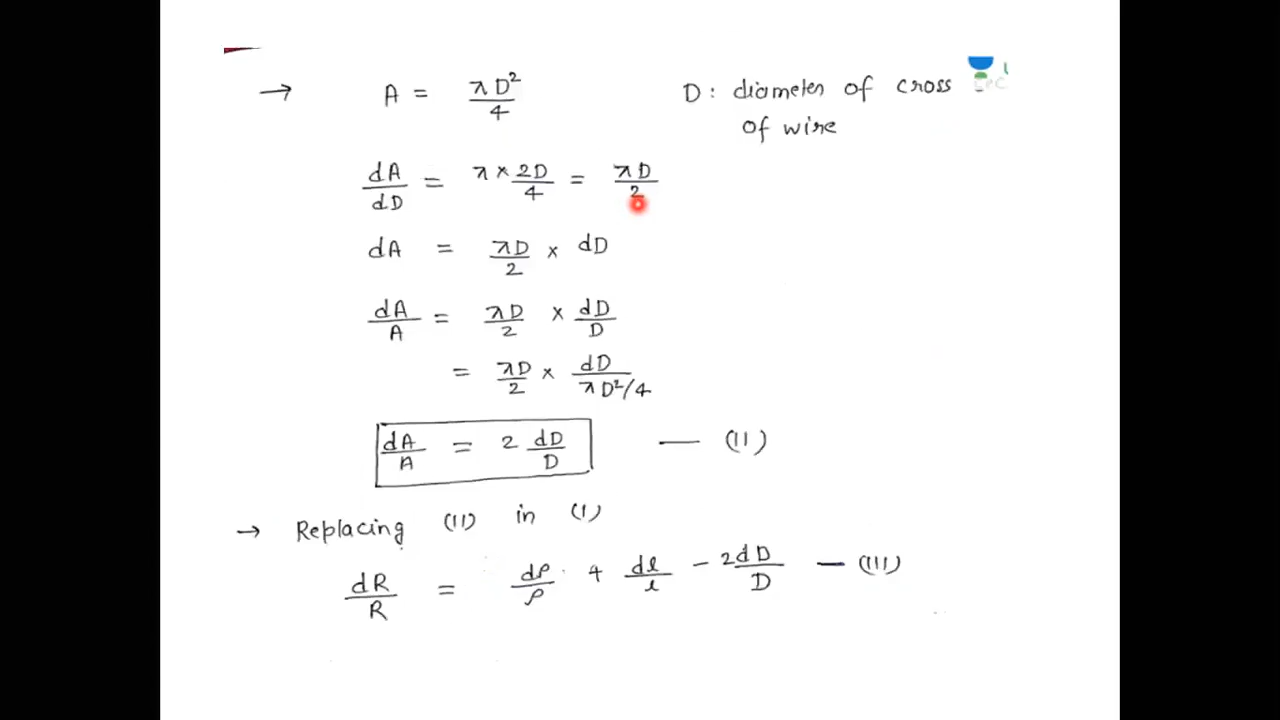 → A = πD²/4 D : diameter of cross
of wire
dA/dD = π × 2D/4 = πD/2
dA = πD/2 × dD
dA/A = πD/2 × dD/D
= πD/2 × dD/πD²/4
dA/A = 2 dD/D — (II)
→ Replacing (II) in (I)
dR/R = dρ/ρ + dl/l - 2dD/D — (III)